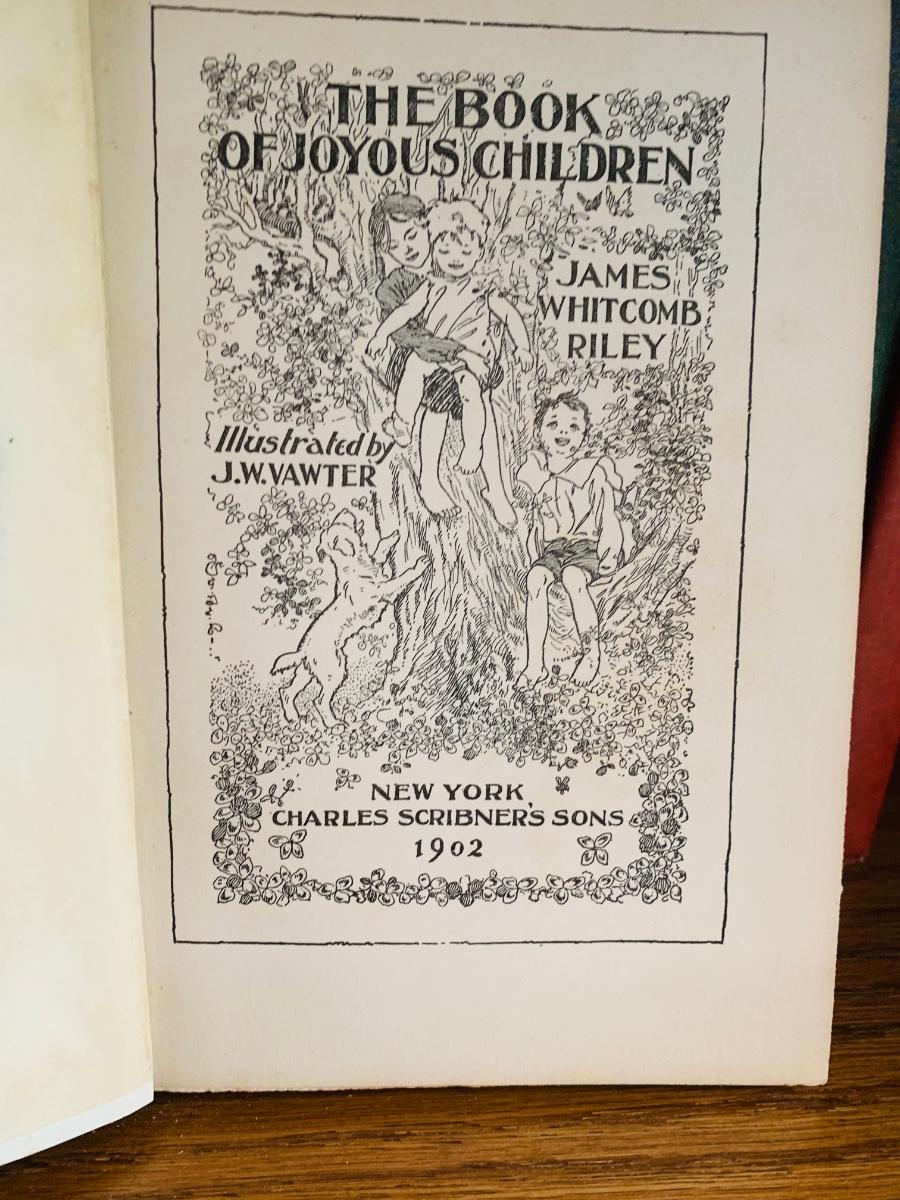 THE BOOK
OF JOYOUS CHILDREN
JAMES
WHITCOMB
RILEY
Illustrated by
J.W. VAWTER
NEW YORK,
CHARLES SCRIBNER'S SONS
1902